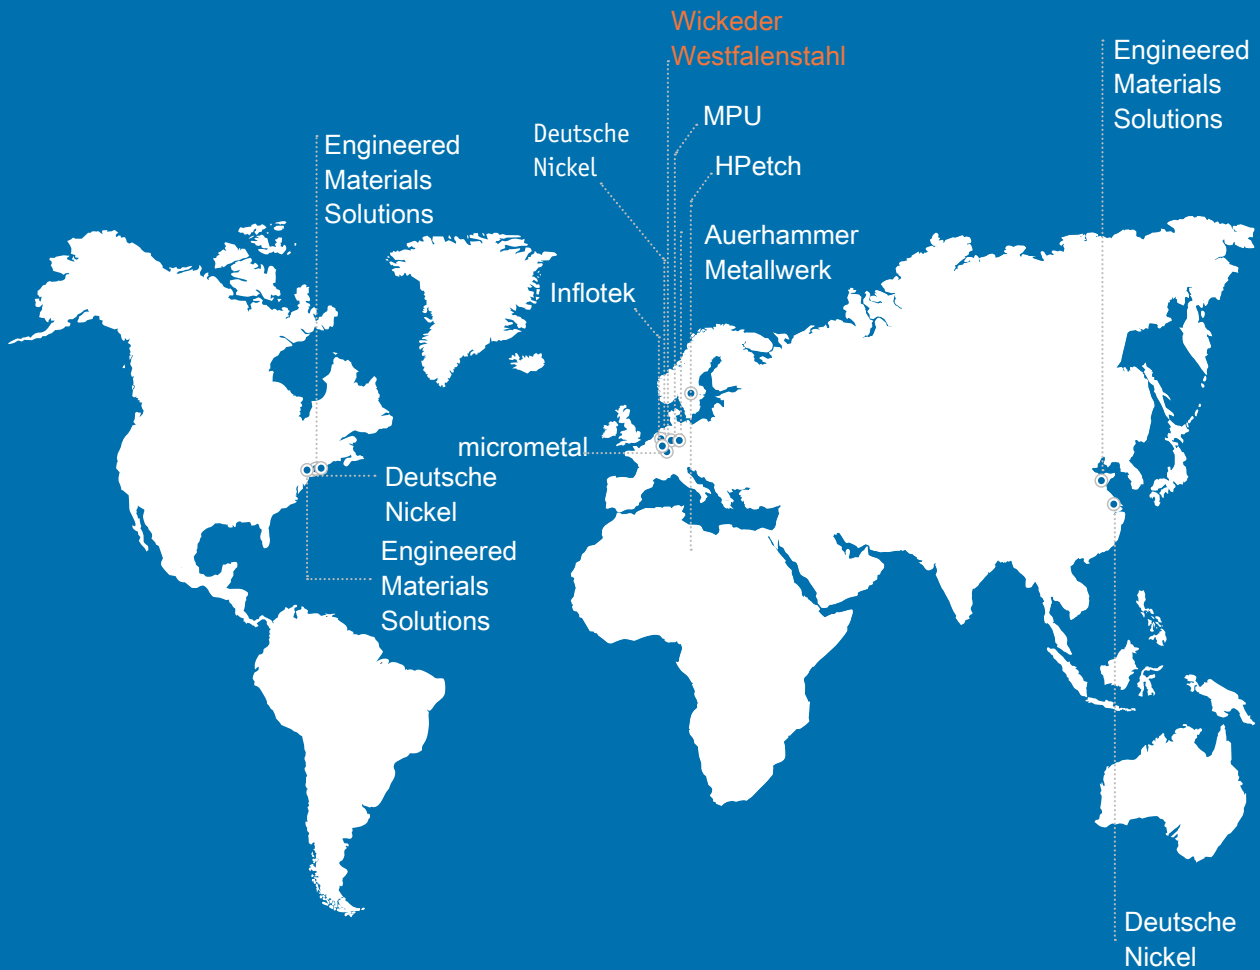 Wickeder
Westfalenstahl
Engineered
Materials
Solutions
MPU
Deutsche
Nickel
HPetch
Engineered
Materials
Solutions
Auerhammer
Metallwerk
Inflotek
micrometal
Deutsche
Nickel
Engineered
Materials
Solutions
Deutsche
Nickel